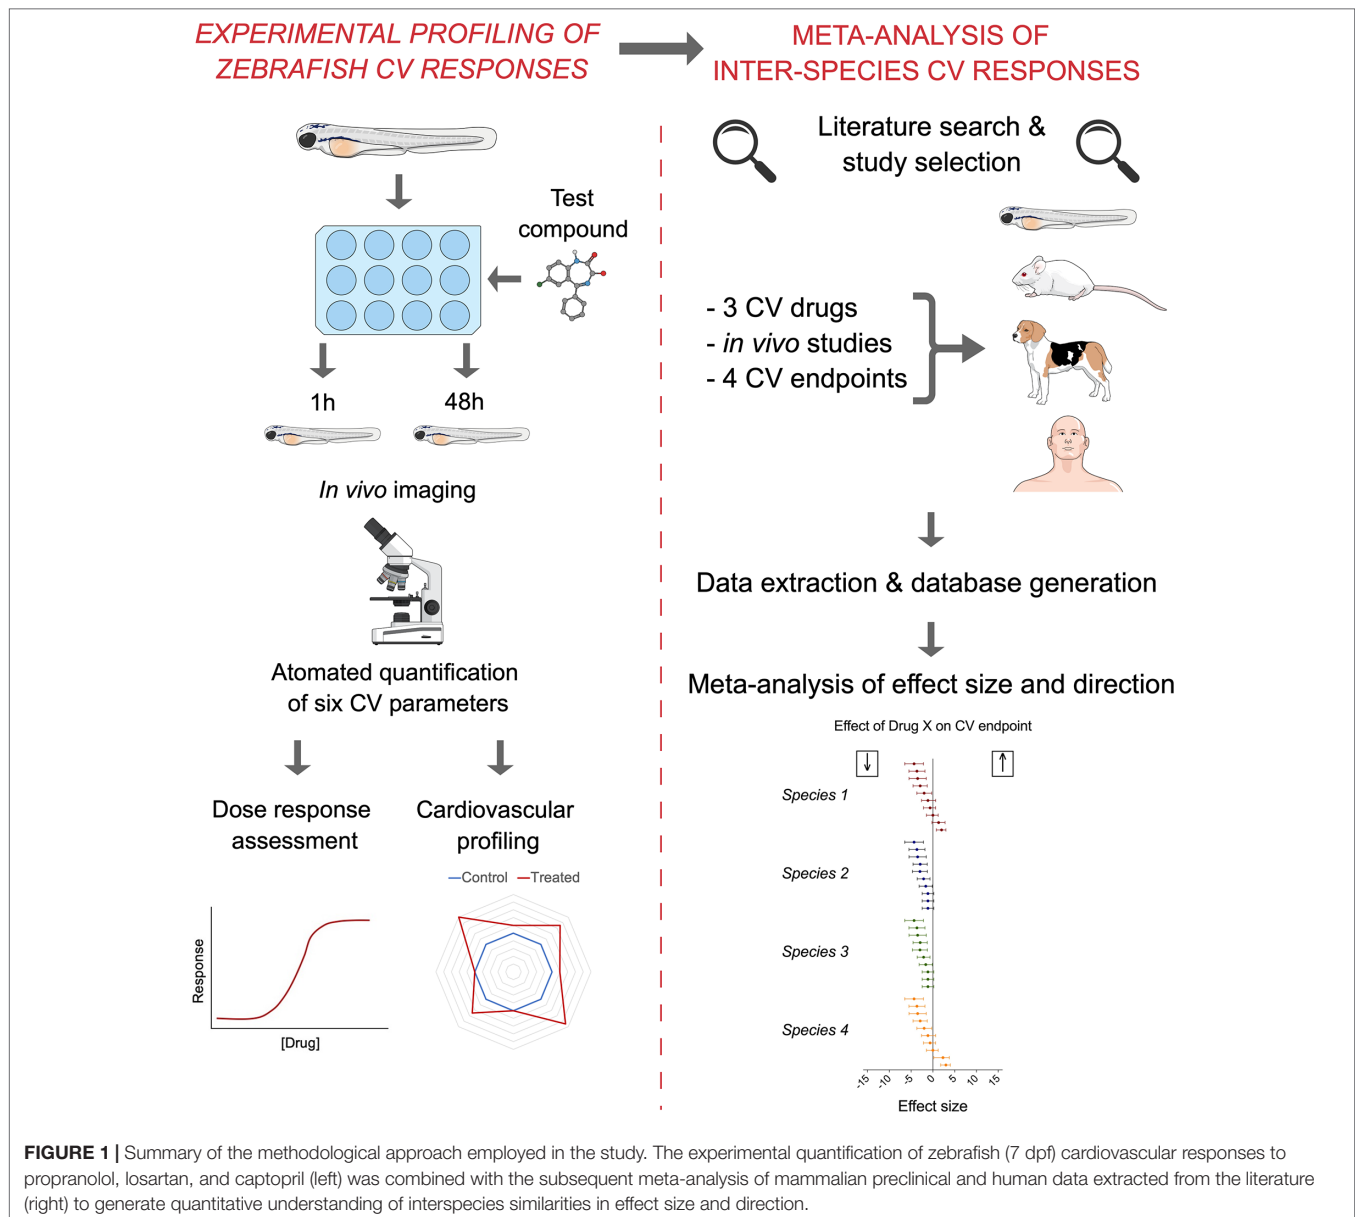 EXPERIMENTAL PROFILING OF
ZEBRAFISH CV RESPONSES
Test
compound
1h
48h
In vivo imaging
Atomated quantification
of six CV parameters
Dose response
assessment
Response
[Drug]
Cardiovascular
profiling
Control
Treated
META-ANALYSIS OF
INTER-SPECIES CV RESPONSES
Literature search &
study selection
- 3 CV drugs
- in vivo studies
- 4 CV endpoints
Data extraction & database generation
Meta-analysis of effect size and direction
Effect of Drug X on CV endpoint
↓
↑
Species 1
Species 2
Species 3
Species 4
-15 -10 -5 0 5 10 15
Effect size
FIGURE 1 | Summary of the methodological approach employed in the study. The experimental quantification of zebrafish (7 dpf) cardiovascular responses to
propranolol, losartan, and captopril (left) was combined with the subsequent meta-analysis of mammalian preclinical and human data extracted from the literature
(right) to generate quantitative understanding of interspecies similarities in effect size and direction.